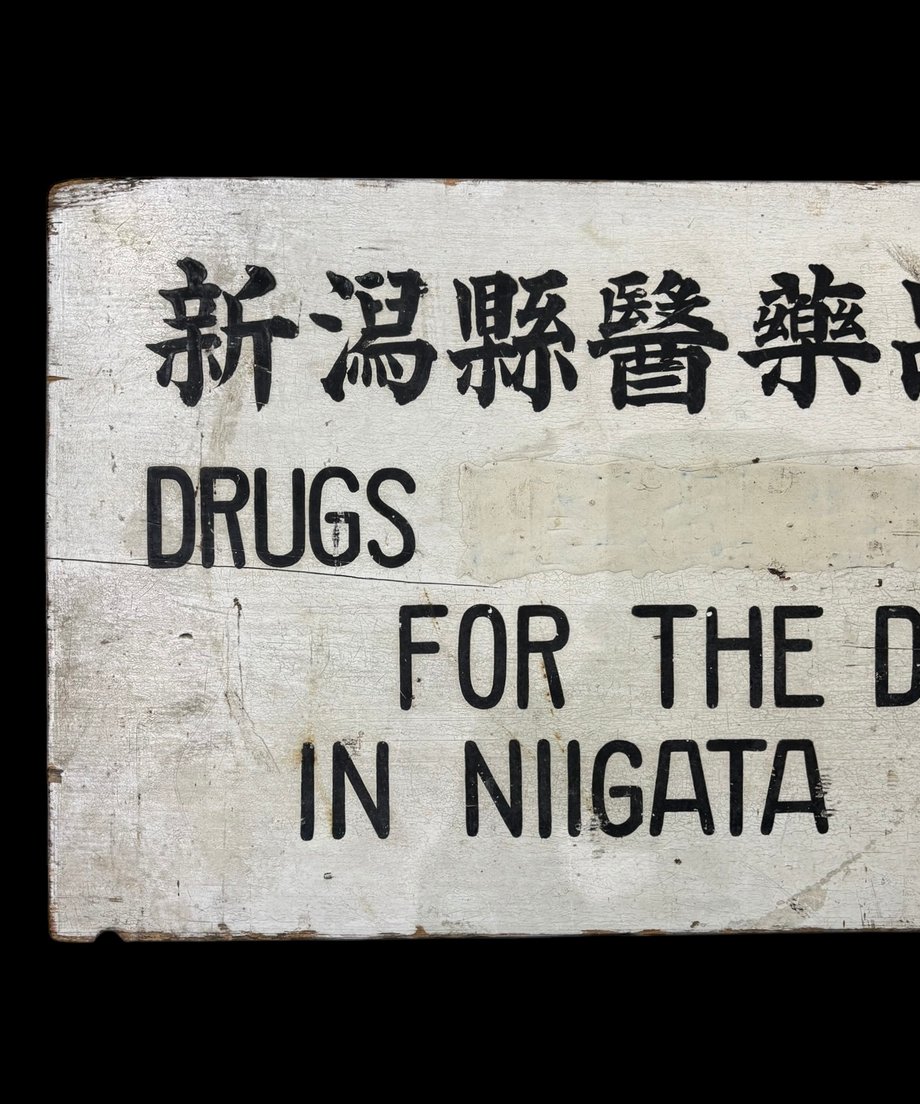 新潟縣醫藥
DRUGS
FOR THE D
IN NIIGATA